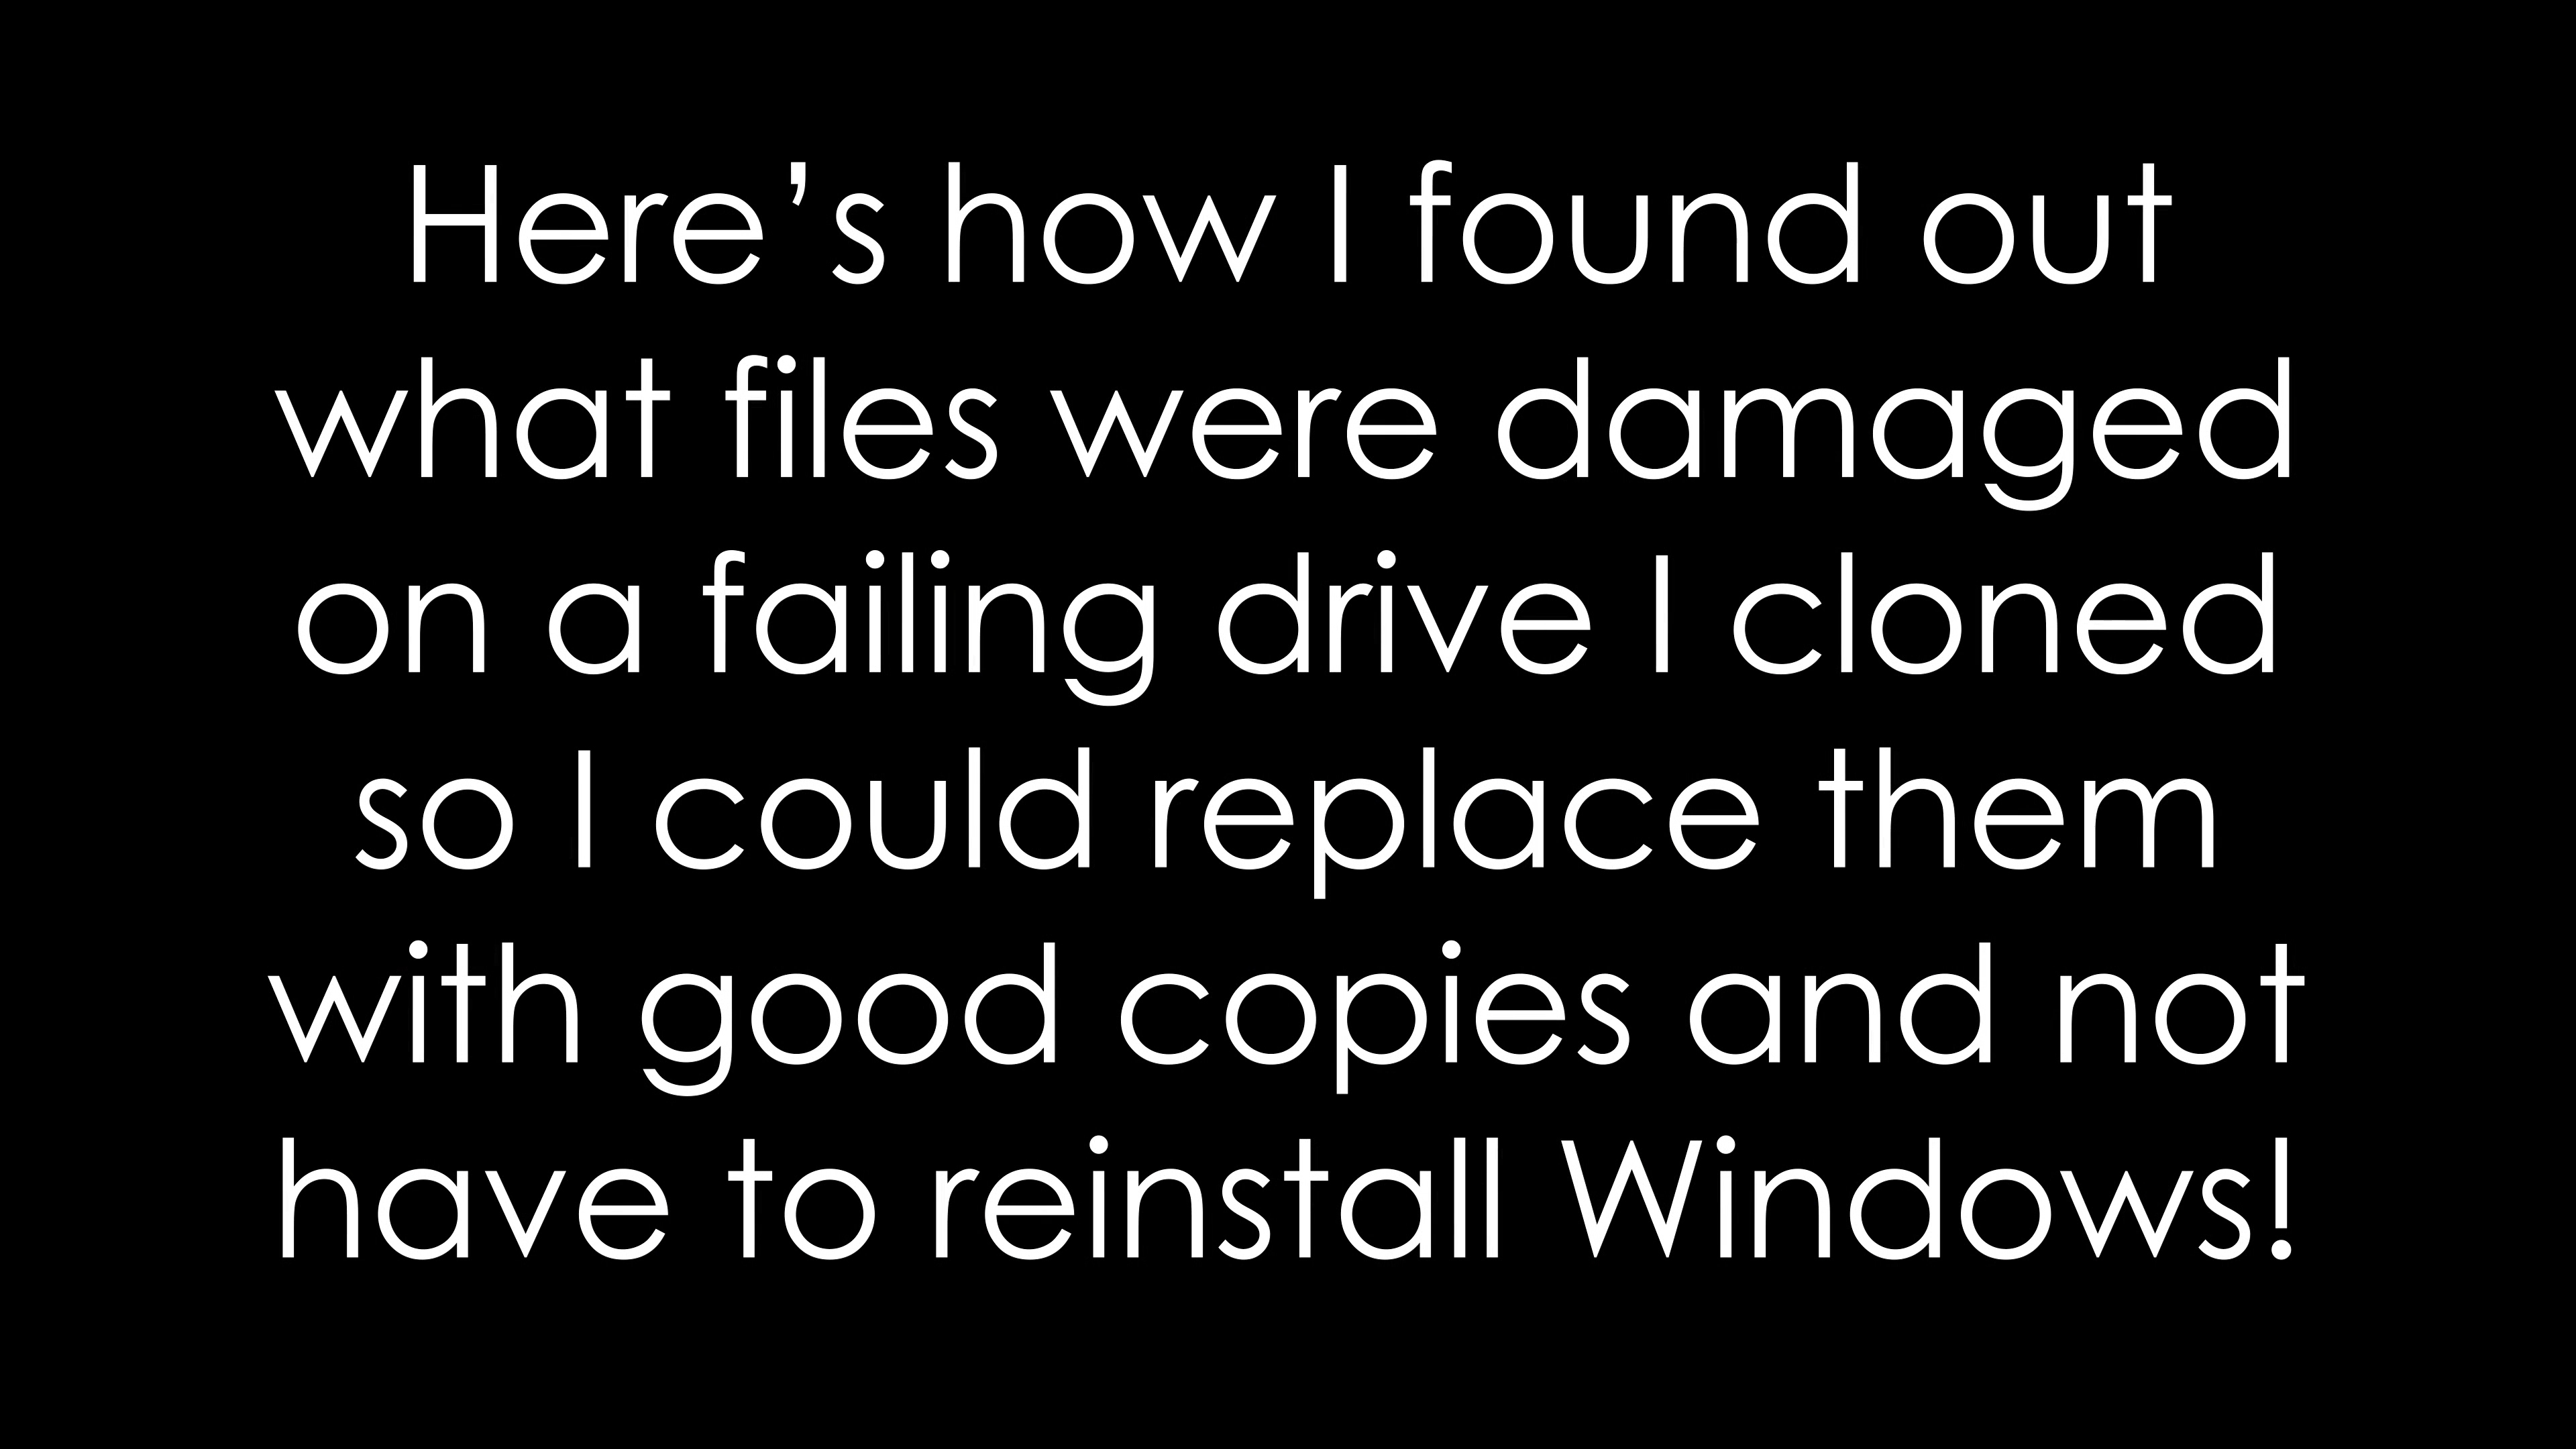 Here’s how I found out
what files were damaged
on a failing drive I cloned
so I could replace them
with good copies and not
have to reinstall Windows!